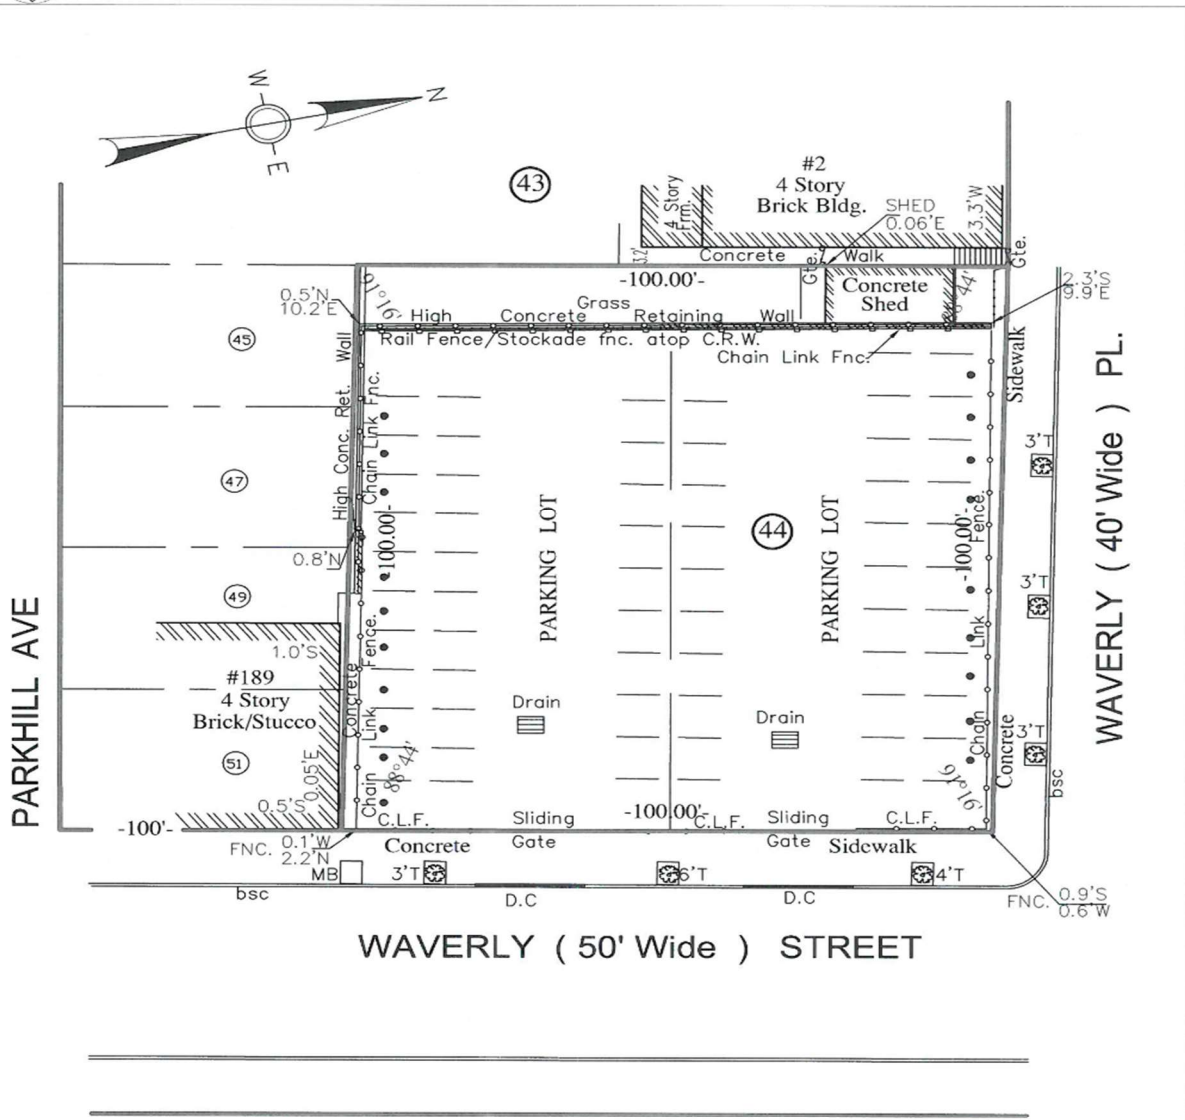 W
N
E
43
#2
4 Story
Brick Bldg.
4 Story
Frm.
3.3'W
SHED
0.06'E
3.2'
Concrete
Walk
Gte.
Gte.
-100.00'-
0.5'N
10.2'E
91°16'
Grass
Concrete
Shed
88°44'
2.3'S
9.9'E
High Concrete Retaining Wall
Rail Fence/Stockade fnc. atop C.R.W.
Chain Link Fnc.
Sidewalk
45
High Conc. Ret. Wall
Chain Link Fnc.
3'T
47
-100.00'-
0.8'N
PARKING LOT
44
PARKING LOT
-100.00'-
Chain Link Fence.
WAVERLY ( 40' Wide ) PL.
49
3'T
PARKHILL AVE
1.0'S
#189
4 Story
Brick/Stucco
Concrete
Chain Link Fence.
Drain
Drain
3'T
Concrete
bsc
51
0.05'E
88°44'
91°16'
0.5'S
-100'-
-100.00'-
C.L.F.
Sliding
Gate
C.L.F.
Sliding
Gate
C.L.F.
FNC. 0.1'W
2.2'N
Concrete
Sidewalk
MB
3'T
6'T
4'T
bsc
D.C
D.C
FNC. 0.9'S
0.6'W
WAVERLY ( 50' Wide ) STREET